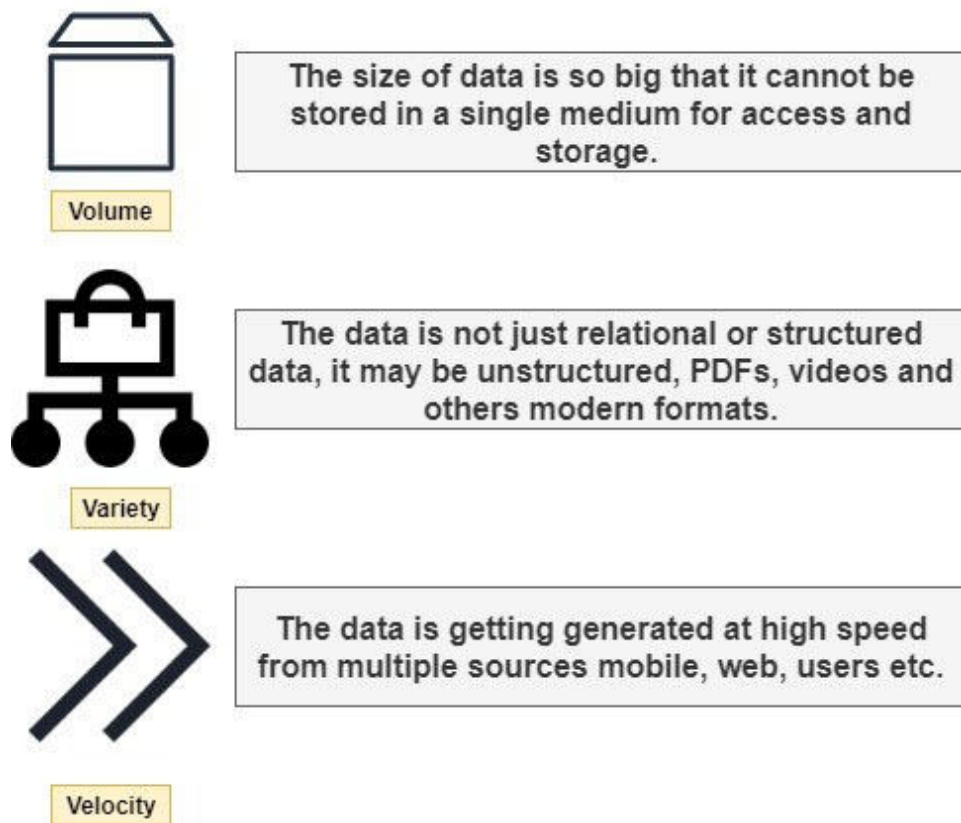 The size of data is so big that it cannot be
stored in a single medium for access and
storage.
Volume
The data is not just relational or structured
data, it may be unstructured, PDFs, videos and
others modern formats.
Variety
The data is getting generated at high speed
from multiple sources mobile, web, users etc.
Velocity